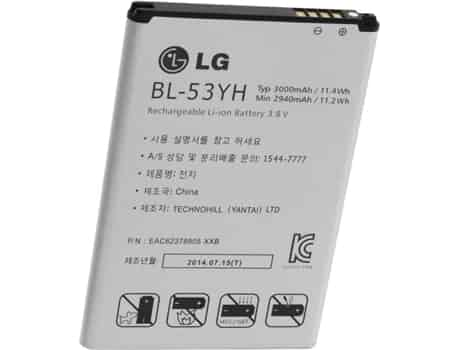 LG
BL-53YH
Typ 3000mAh / 11.4Wh
Min 2940mAh / 11.2Wh
Rechargeable Li-ion Battery 3.8 V
• 사용 설명서를 참고 하세요
• A/S 상담 및 분리배출 문의: 1544-7777
• 제품명: 전지
• 제조국: China
• 제조자: TECHNOHILL (YANTAI) LTD
P/N : EAC62378905 XXB
제조년월 2014.07.15(T)